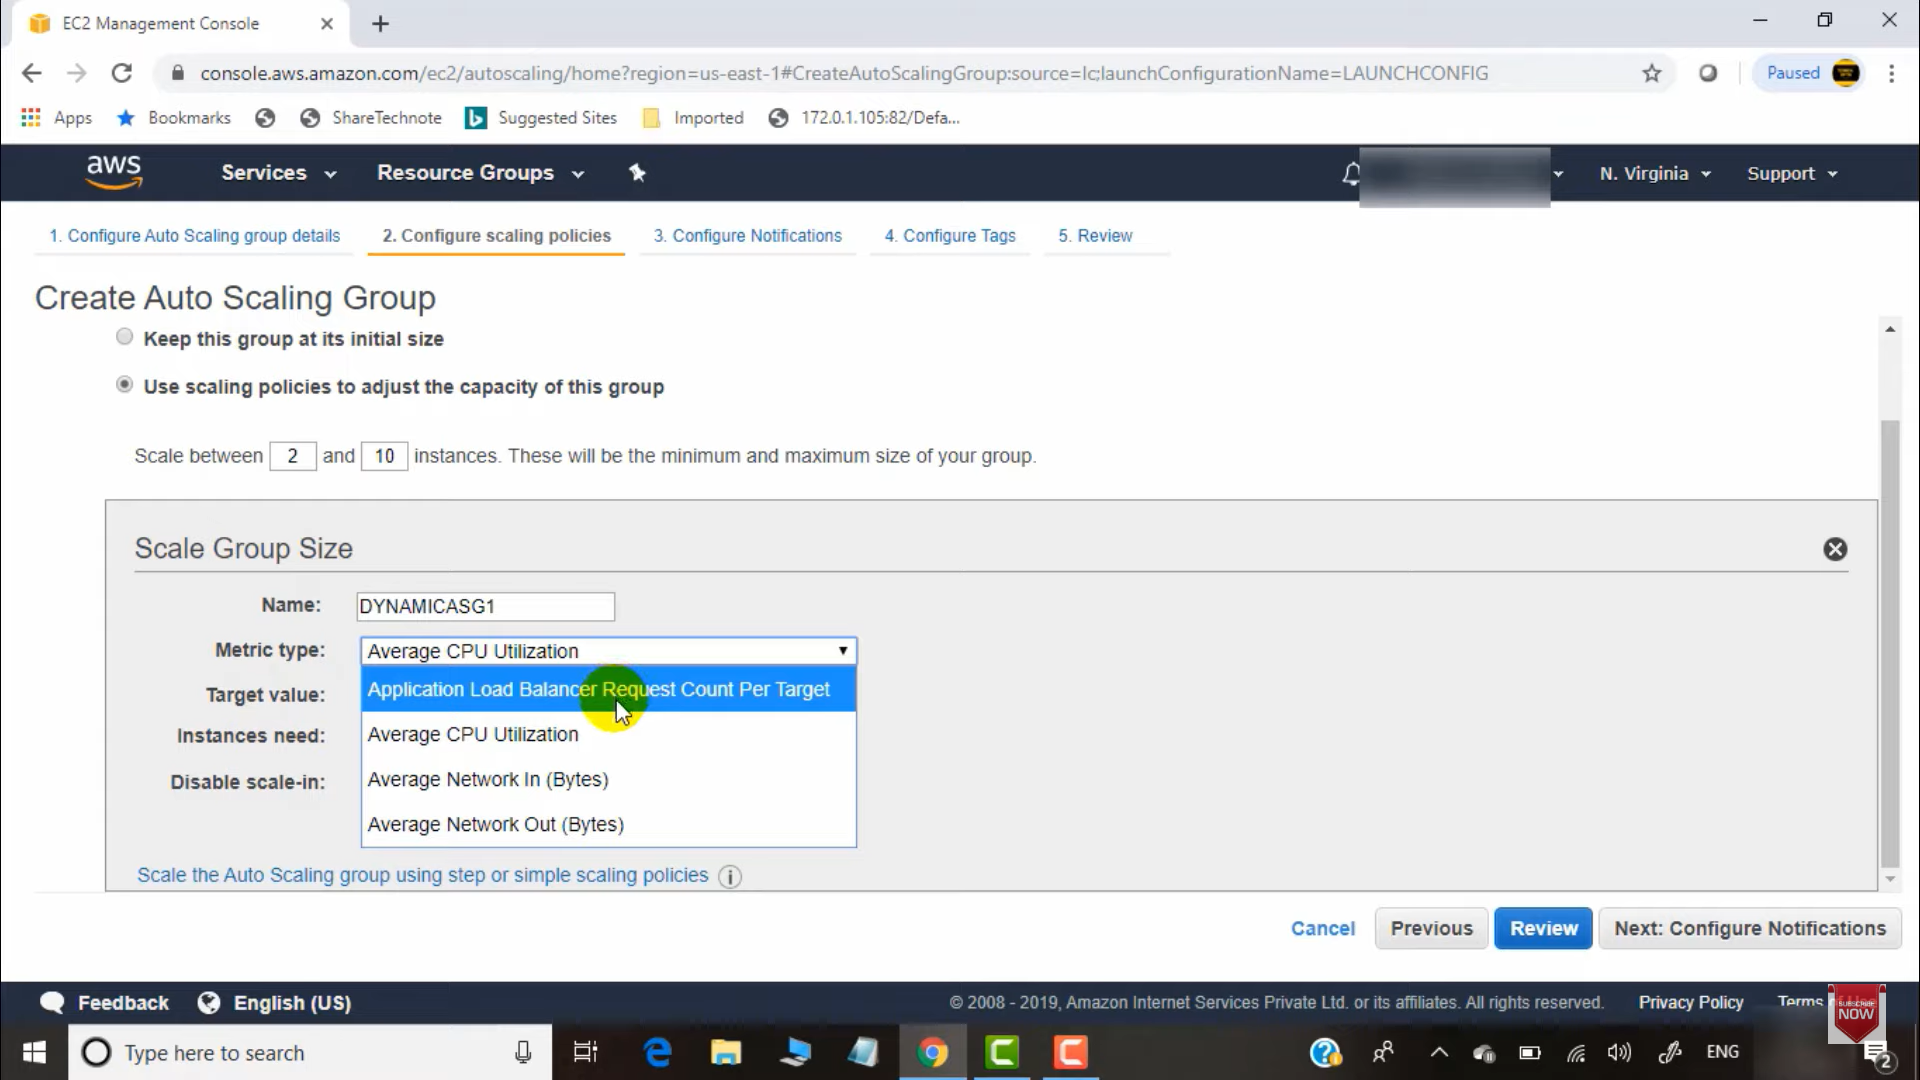 EC2 Management Console
console.aws.amazon.com/ec2/autoscaling/home?region=us-east-1#CreateAutoScalingGroup:source=lc;launchConfigurationName=LAUNCHCONFIG
Paused
Apps Bookmarks ShareTechnote Suggested Sites Imported 172.0.1.105:82/Defa...
aws Services Resource Groups N. Virginia Support
1. Configure Auto Scaling group details 2. Configure scaling policies 3. Configure Notifications 4. Configure Tags 5. Review
Create Auto Scaling Group
Keep this group at its initial size
Use scaling policies to adjust the capacity of this group
Scale between 2 and 10 instances. These will be the minimum and maximum size of your group.
Scale Group Size
Name: DYNAMICASG1
Metric type: Average CPU Utilization
Application Load Balancer Request Count Per Target
Target value:
Average CPU Utilization
Instances need:
Average Network In (Bytes)
Disable scale-in:
Average Network Out (Bytes)
Scale the Auto Scaling group using step or simple scaling policies i
Cancel Previous Review Next: Configure Notifications
Feedback English (US) © 2008 - 2019, Amazon Internet Services Private Ltd. or its affiliates. All rights reserved. Privacy Policy Terms
SUBSCRIBE
NOW
Type here to search ENG 2